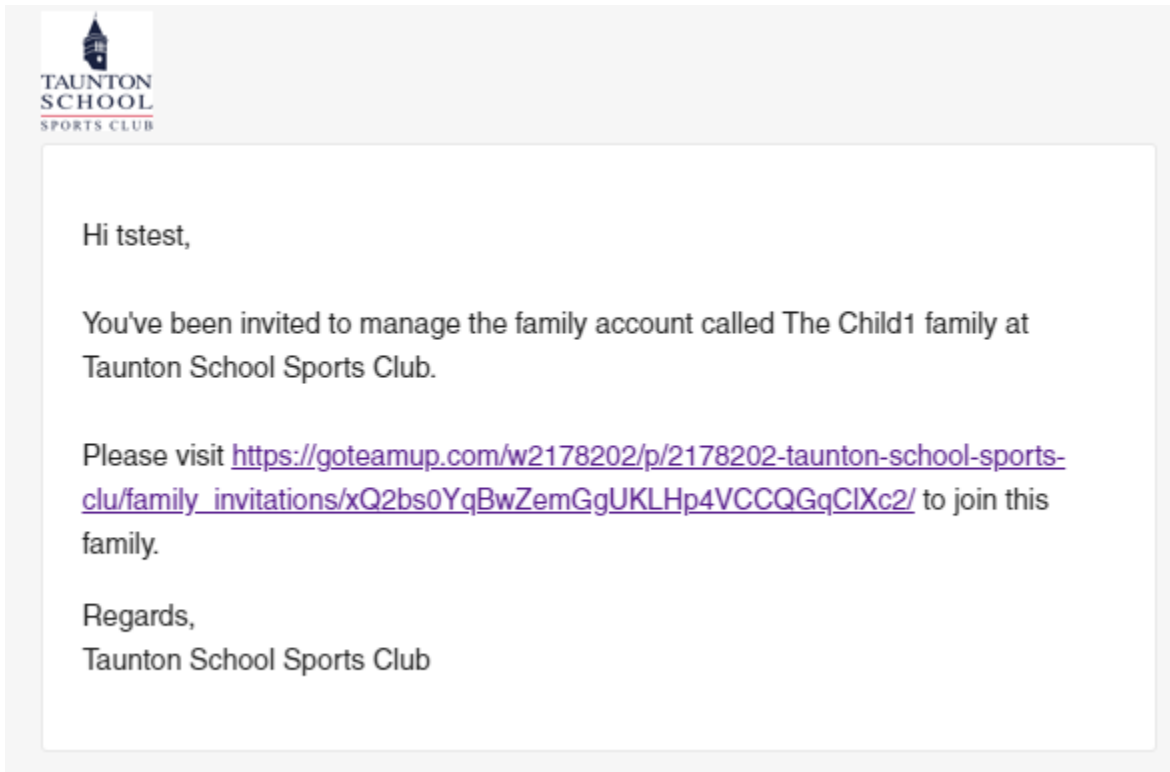 TAUNTON
SCHOOL
SPORTS CLUB
Hi tstest,
You've been invited to manage the family account called The Child1 family at
Taunton School Sports Club.
Please visit https://goteamup.com/w2178202/p/2178202-taunton-school-sports-
clu/family_invitations/xQ2bs0YqBwZemGgUKLHp4VCCQGqClXc2/ to join this
family.
Regards,
Taunton School Sports Club